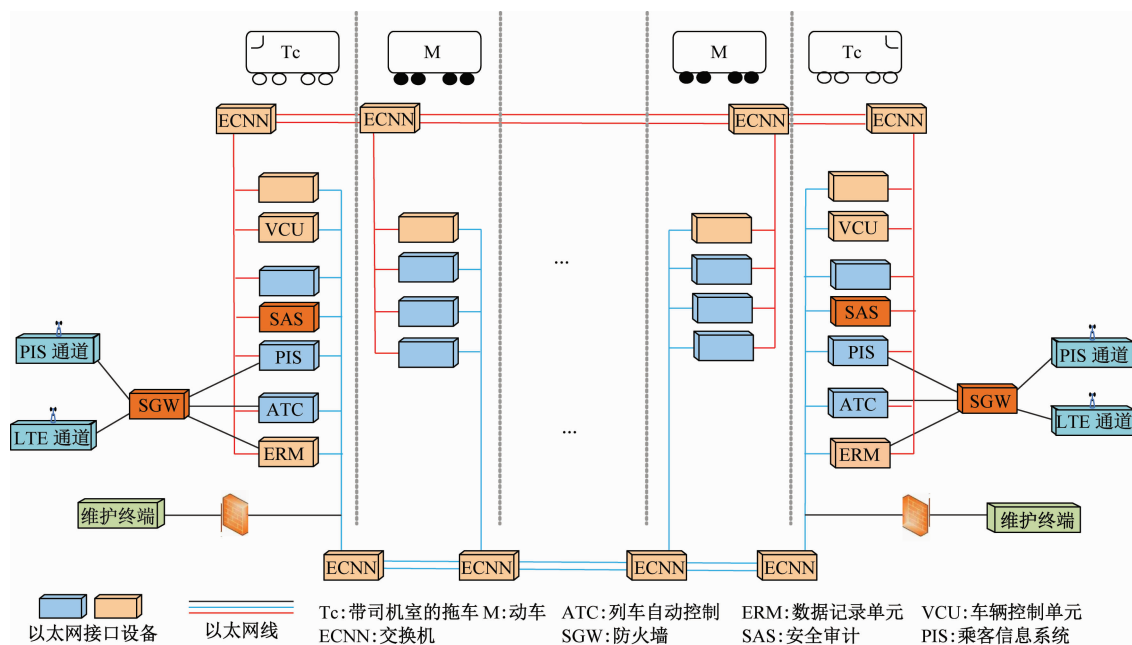 Tc
M
M
Tc
ECNN
ECNN
ECNN
ECNN
VCU
VCU
...
SAS
SAS
PIS 通道
PIS
PIS
PIS 通道
SGW
SGW
ATC
ATC
LTE 通道
LTE 通道
...
ERM
ERM
维护终端
维护终端
ECNN
ECNN
ECNN
ECNN
以太网接口设备
以太网线
Tc:带司机室的拖车 M:动车 ATC:列车自动控制 ERM:数据记录单元 VCU:车辆控制单元
ECNN:交换机 SGW:防火墙 SAS:安全审计 PIS:乘客信息系统